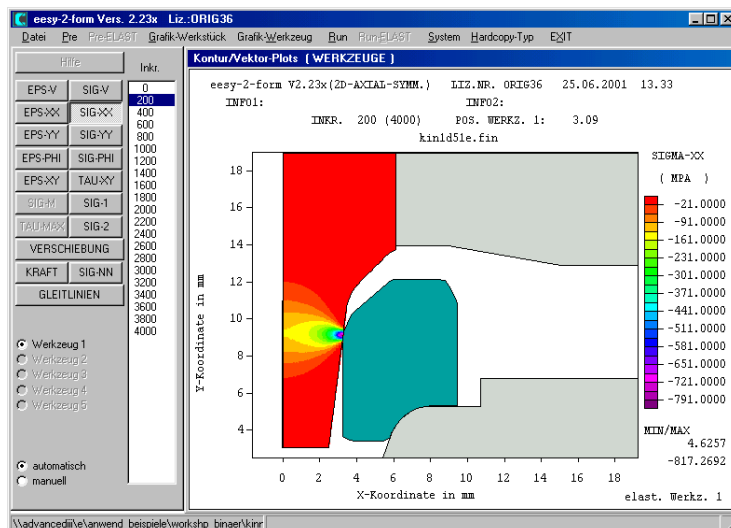 eesy-2-form Vers. 2.23x Liz.:ORIG36
Datei Pre Pre-ELAST Grafik-Werkstück Grafik-Werkzeug Run Run-ELAST System Hardcopy-Typ EXIT
Hilfe
Inkr.
EPS-V SIG-V
EPS-XX SIG-XX
EPS-YY SIG-YY
EPS-PHI SIG-PHI
EPS-XY TAU-XY
SIG-M SIG-1
TAU-MAX SIG-2
VERSCHIEBUNG
KRAFT SIG-NN
GLEITLINIEN
0
200
400
600
800
1000
1200
1400
1600
1800
2000
2200
2400
2600
2800
3000
3200
3400
3600
3800
4000
Werkzeug 1
Werkzeug 2
Werkzeug 3
Werkzeug 4
Werkzeug 5
automatisch
manuell
Kontur/Vektor-Plots ( WERKZEUGE )
eesy-2-form V2.23x(2D-AXIAL-SYMM.) LIZ.NR. ORIG36 25.06.2001 13.33
INFO1: INFO2:
INKR. 200 (4000) POS. WERKZ. 1: 3.09
kin1d51e.fin
18
16
14
12
10
8
6
4
Y-Koordinate in mm
0 2 4 6 8 10 12 14 16 18
X-Koordinate in mm
SIGMA-XX
( MPA )
-21.0000
-91.0000
-161.0000
-231.0000
-301.0000
-371.0000
-441.0000
-511.0000
-581.0000
-651.0000
-721.0000
-791.0000
MIN/MAX
4.6257
-817.2692
elast. Werkz. 1
\\advancediii\e\anwend_beispiele\workshp_binaer\kinr